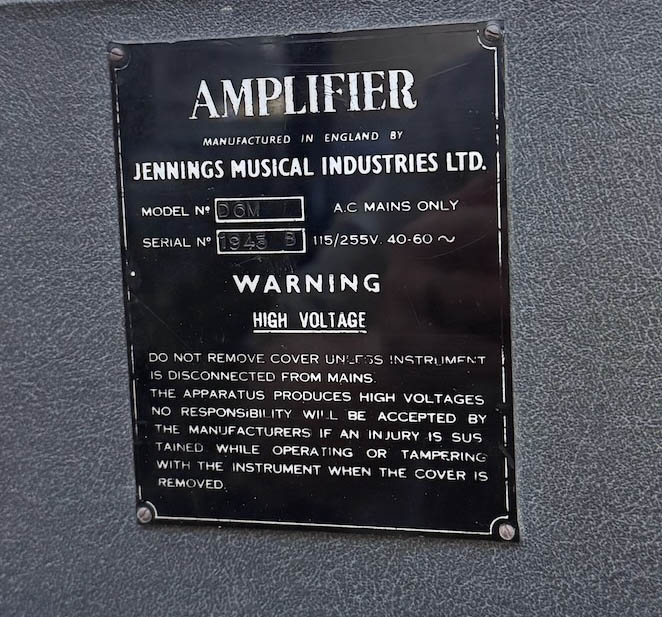 AMPLIFIER
MANUFACTURED IN ENGLAND BY
JENNINGS MUSICAL INDUSTRIES LTD.
MODEL Nº D6M A.C MAINS ONLY
SERIAL Nº 1945 B 115/255V. 40-60 ~
WARNING
HIGH VOLTAGE
DO NOT REMOVE COVER UNLESS INSTRUMENT
IS DISCONNECTED FROM MAINS.
THE APPARATUS PRODUCES HIGH VOLTAGES
NO RESPONSIBILITY WILL BE ACCEPTED BY
THE MANUFACTURERS IF AN INJURY IS SUS
TAINED WHILE OPERATING OR TAMPERING
WITH THE INSTRUMENT WHEN THE COVER IS
REMOVED.